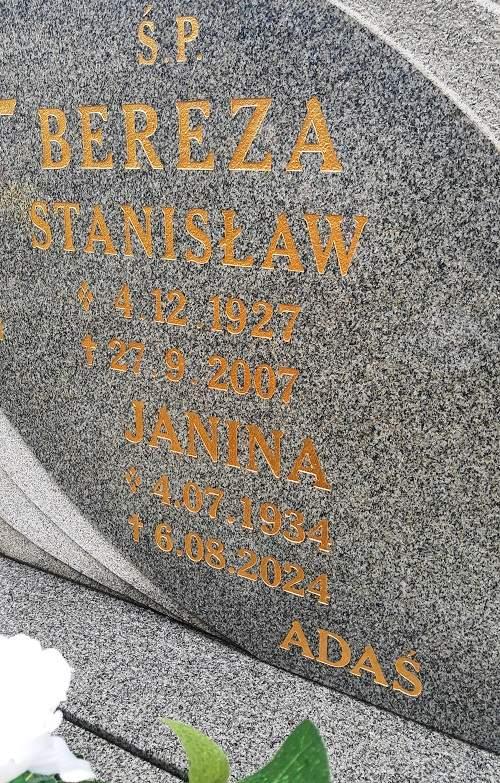 Ś.P.
BEREZA
STANISŁAW
4.12.1927
† 27.9.2007
JANINA
4.07.1934
† 6.08.2024
ADAŚ